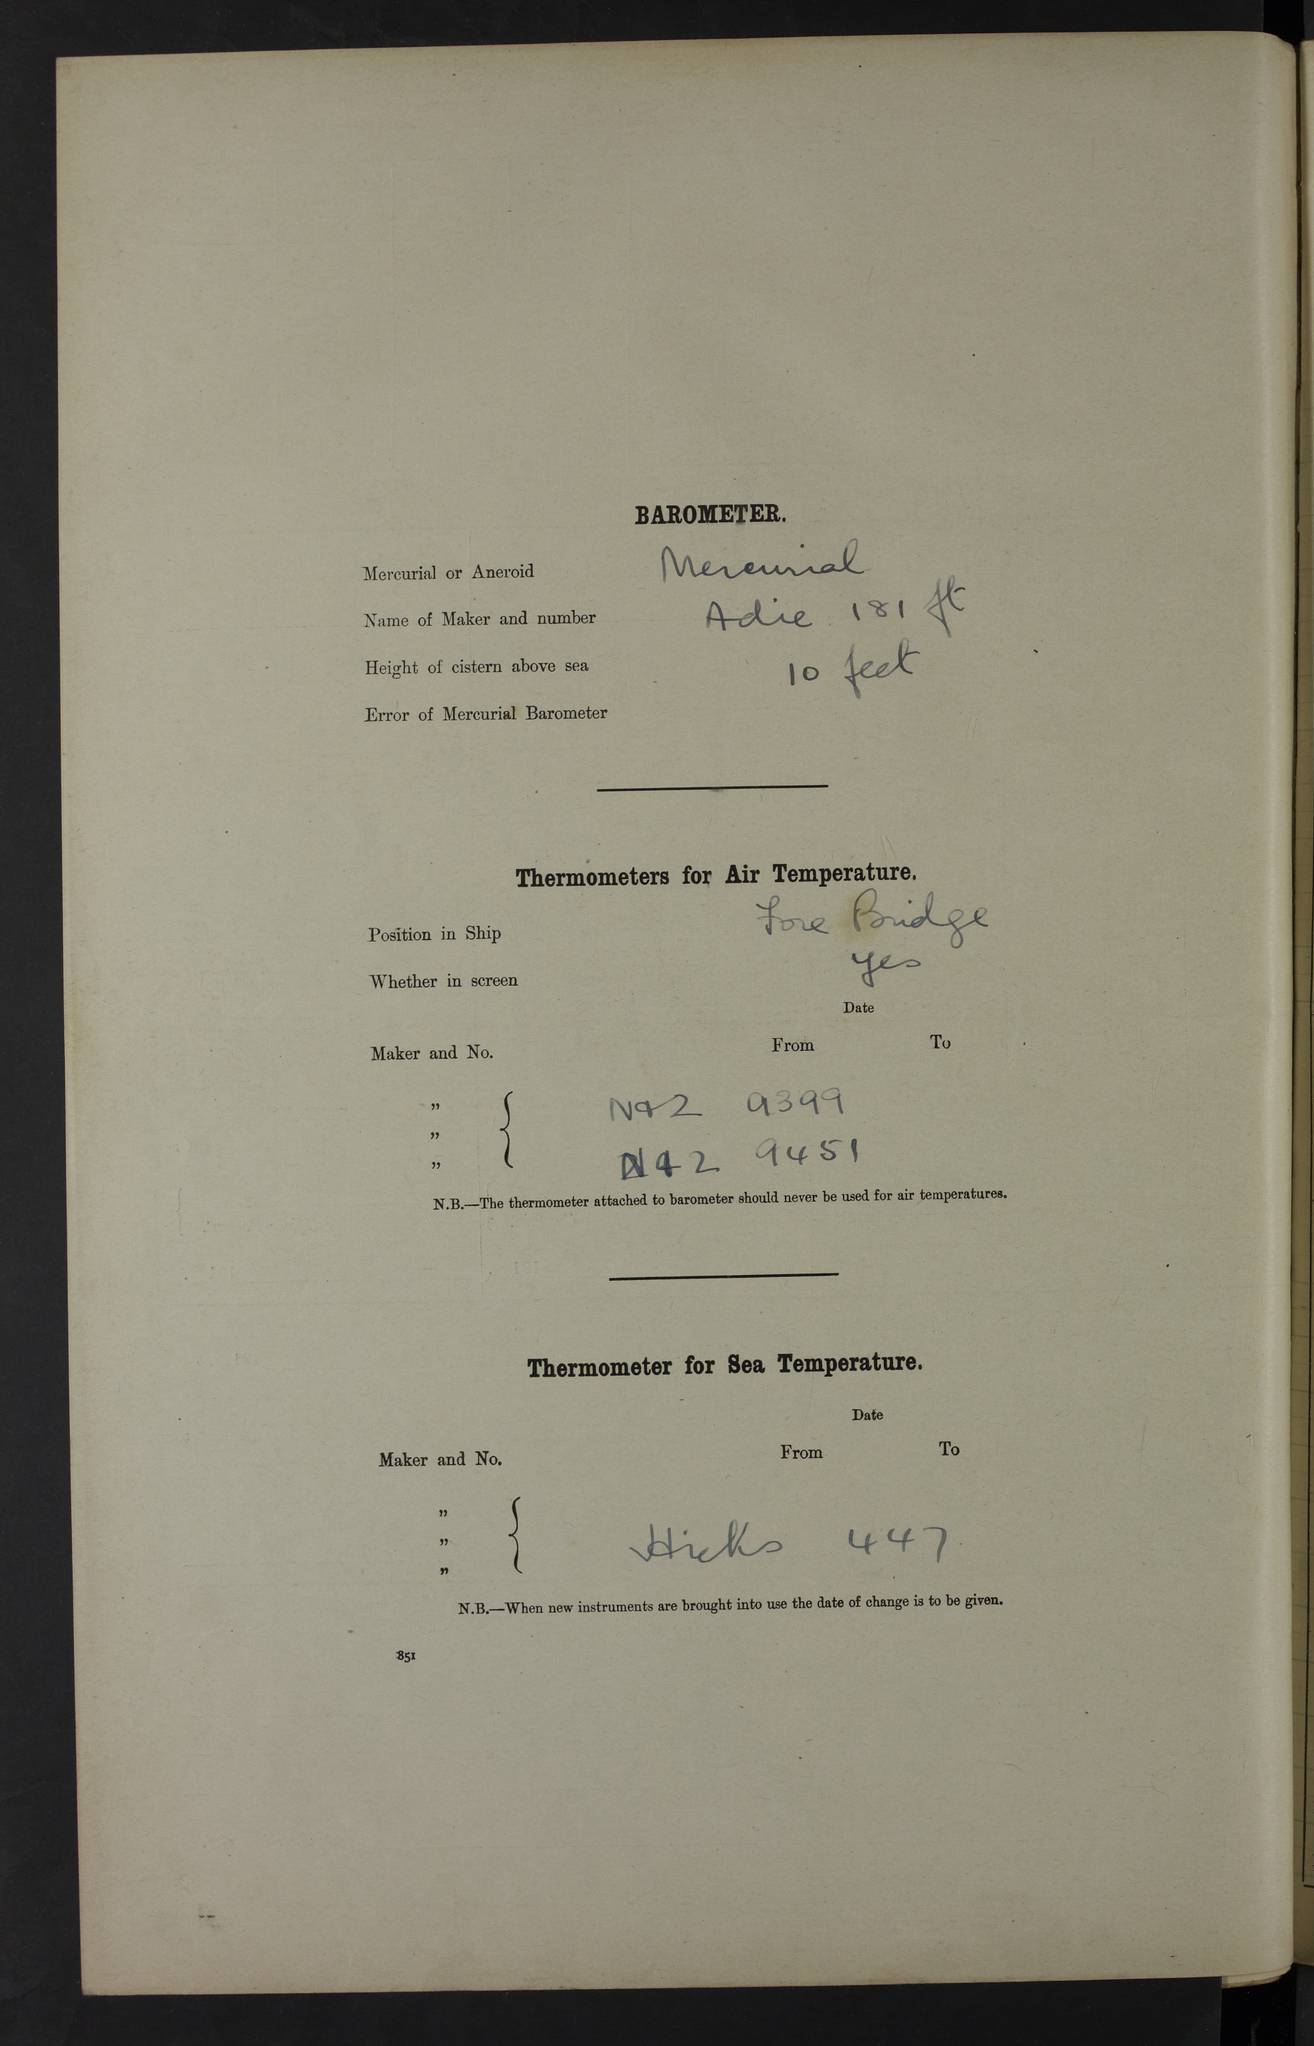 BAROMETER.
Mercurial or Aneroid Mercurial
Name of Maker and number Adie 181 ft
Height of cistern above sea 10 feet
Error of Mercurial Barometer
Thermometers for Air Temperature.
Position in Ship Fore Bridge
Whether in screen yes
Date
Maker and No. From To
" N&Z 9399
"
" N&Z 9451
N.B.—The thermometer attached to barometer should never be used for air temperatures.
Thermometer for Sea Temperature.
Date
Maker and No. From To
"
" Hicks 447
"
N.B.—When new instruments are brought into use the date of change is to be given.
851